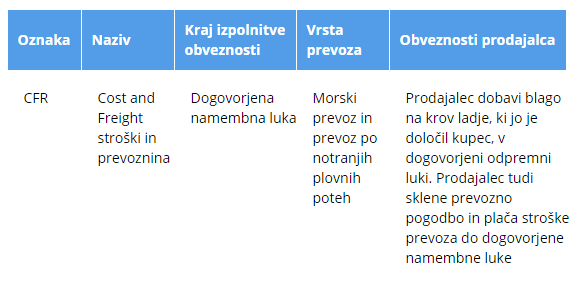 Oznaka
Naziv
Kraj izpolnitve
obveznosti
Vrsta
prevoza
Obveznosti prodajalca
CFR
Cost and
Freight
stroški in
prevoznina
Dogovorjena
namembna luka
Morski
prevoz in
prevoz po
notranjih
plovnih
poteh
Prodajalec dobavi blago
na krov ladje, ki jo je
določil kupec, v
dogovorjeni odpremni
luki. Prodajalec tudi
sklene prevozno
pogodbo in plača stroške
prevoza do dogovorjene
namembne luke